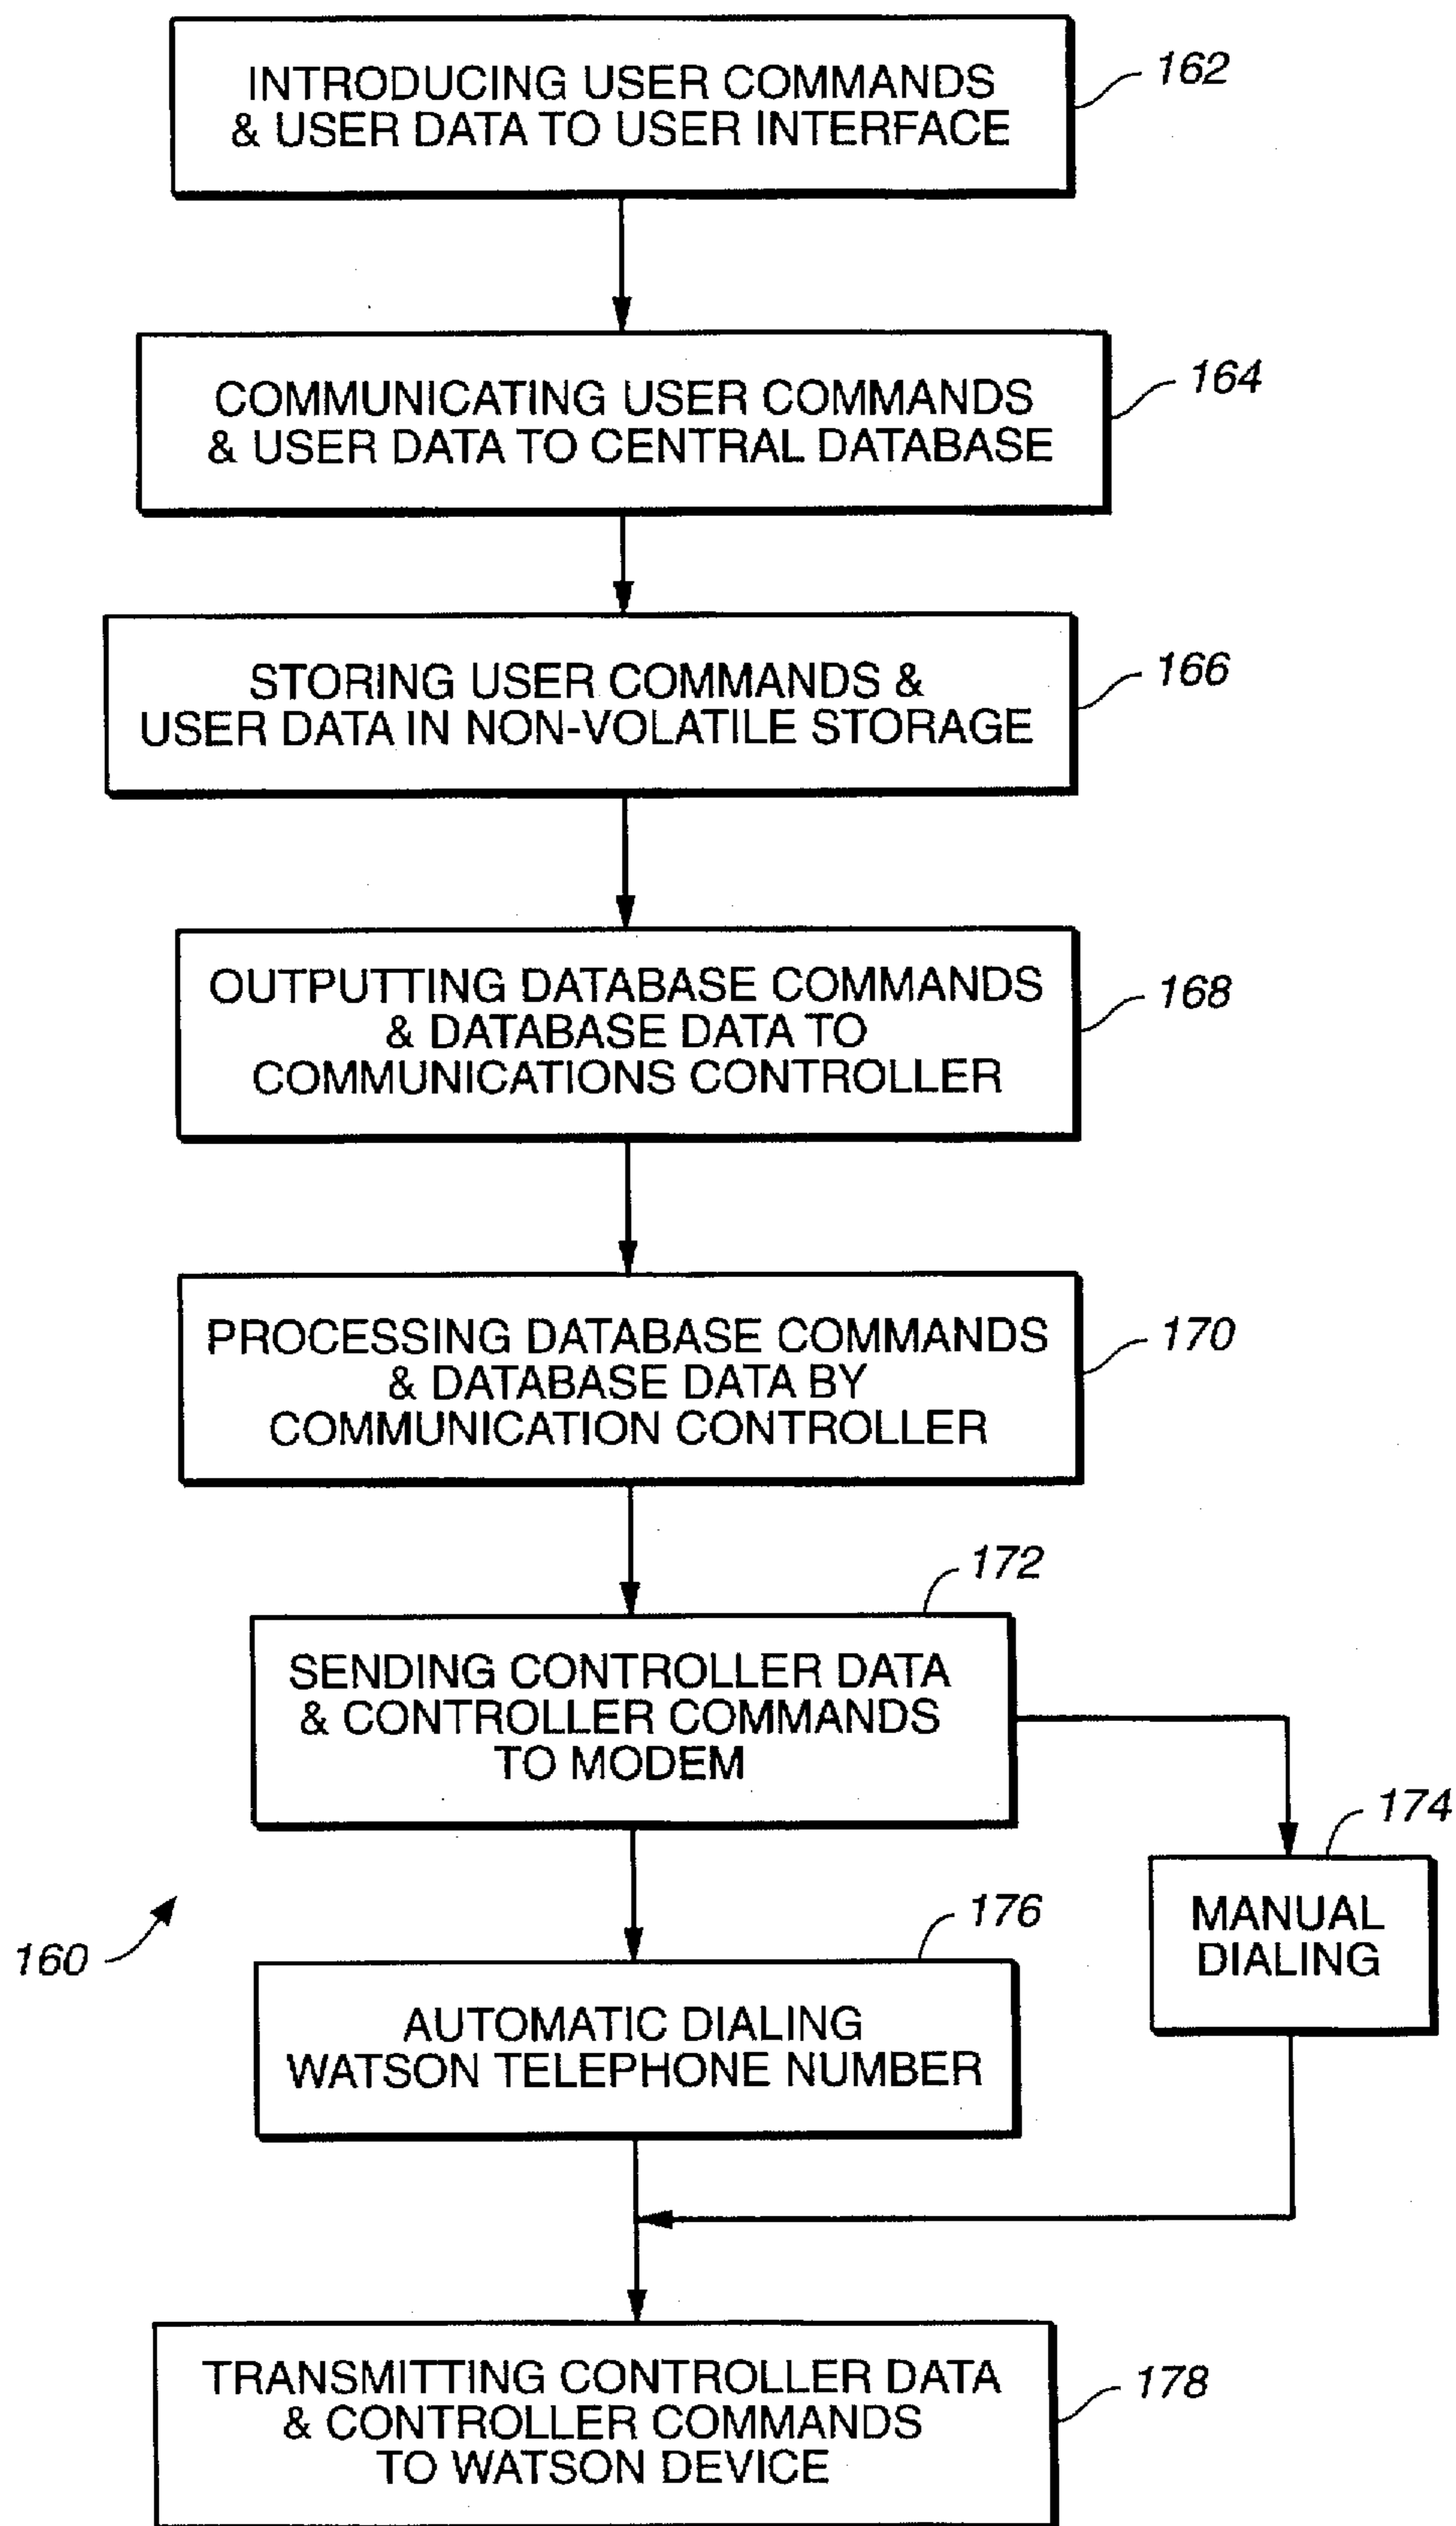 INTRODUCING USER COMMANDS
& USER DATA TO USER INTERFACE
162
COMMUNICATING USER COMMANDS
& USER DATA TO CENTRAL DATABASE
164
STORING USER COMMANDS &
USER DATA IN NON-VOLATILE STORAGE
166
OUTPUTTING DATABASE COMMANDS
& DATABASE DATA TO
COMMUNICATIONS CONTROLLER
168
PROCESSING DATABASE COMMANDS
& DATABASE DATA BY
COMMUNICATION CONTROLLER
170
172
SENDING CONTROLLER DATA
& CONTROLLER COMMANDS
TO MODEM
174
MANUAL
DIALING
160
176
AUTOMATIC DIALING
WATSON TELEPHONE NUMBER
TRANSMITTING CONTROLLER DATA
& CONTROLLER COMMANDS
TO WATSON DEVICE
178